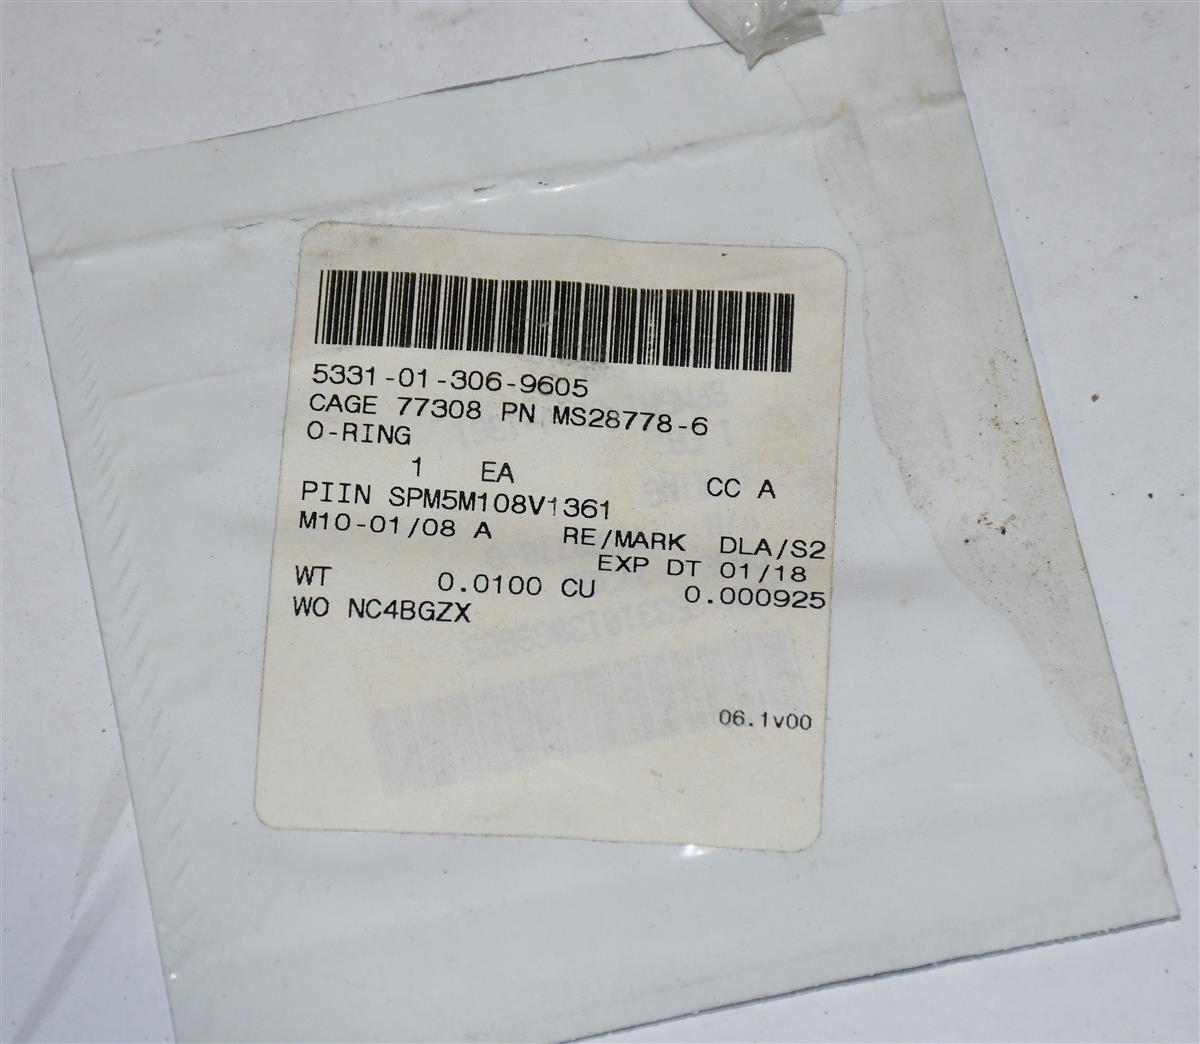 5331-01-306-9605
CAGE 77308 PN MS28778-6
O-RING
1 EA CC A
PIIN SPM5M108V1361
M10-01/08 A RE/MARK DLA/S2
EXP DT 01/18
WT 0.0100 CU 0.000925
WO NC4BGZX
06.1v00